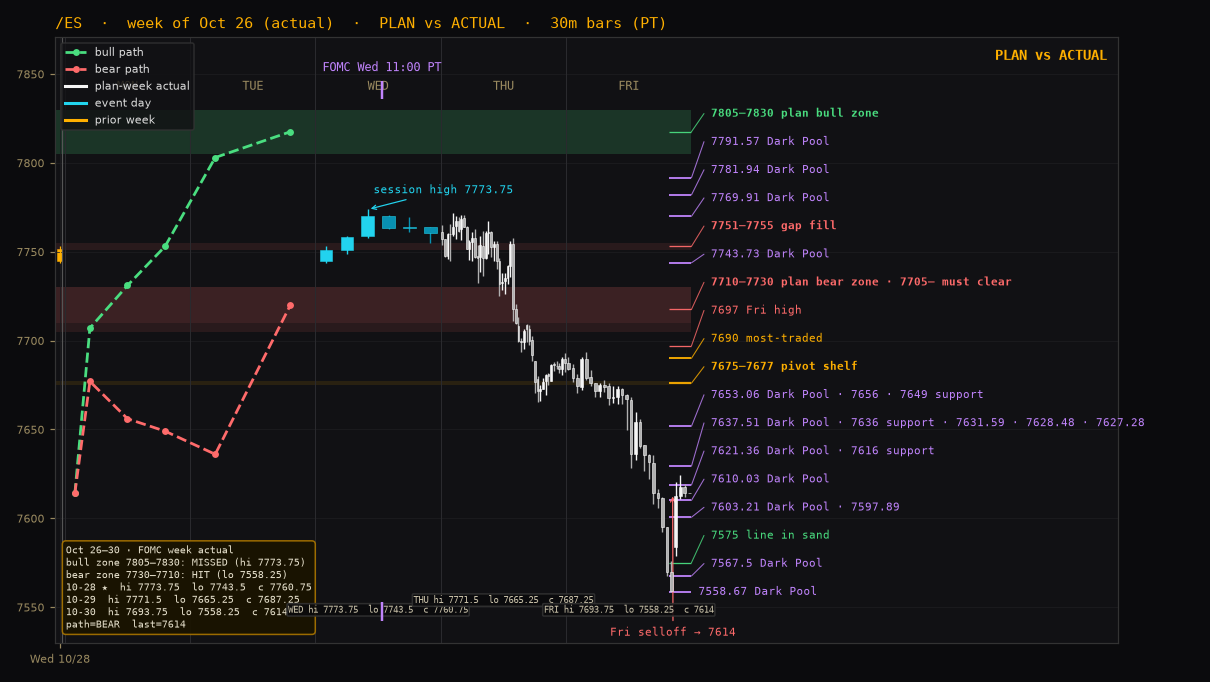 /ES · week of Oct 26 (actual) · PLAN vs ACTUAL · 30m bars (PT)
PLAN vs ACTUAL
bull path
bear path
plan-week actual
event day
prior week
FOMC Wed 11:00 PT
TUE
WED
THU
FRI
7850
7800
7750
7700
7650
7600
7550
session high 7773.75
7805–7830 plan bull zone
7791.57 Dark Pool
7781.94 Dark Pool
7769.91 Dark Pool
7751–7755 gap fill
7743.73 Dark Pool
7710–7730 plan bear zone · 7705– must clear
7697 Fri high
7690 most-traded
7675–7677 pivot shelf
7653.06 Dark Pool · 7656 · 7649 support
7637.51 Dark Pool · 7636 support · 7631.59 · 7628.48 · 7627.28
7621.36 Dark Pool · 7616 support
7610.03 Dark Pool
7603.21 Dark Pool · 7597.89
7575 line in sand
7567.5 Dark Pool
7558.67 Dark Pool
Oct 26–30 · FOMC week actual
bull zone 7805–7830: MISSED (hi 7773.75)
bear zone 7730–7710: HIT (lo 7558.25)
10-28 ★ hi 7773.75 lo 7743.5 c 7760.75
10-29 hi 7771.5 lo 7665.25 c 7687.25
10-30 hi 7693.75 lo 7558.25 c 7614
path=BEAR last=7614
WED hi 7773.75 lo 7743.5 c 7760.75
THU hi 7771.5 lo 7665.25 c 7687.25
FRI hi 7693.75 lo 7558.25 c 7614
Fri selloff → 7614
Wed 10/28